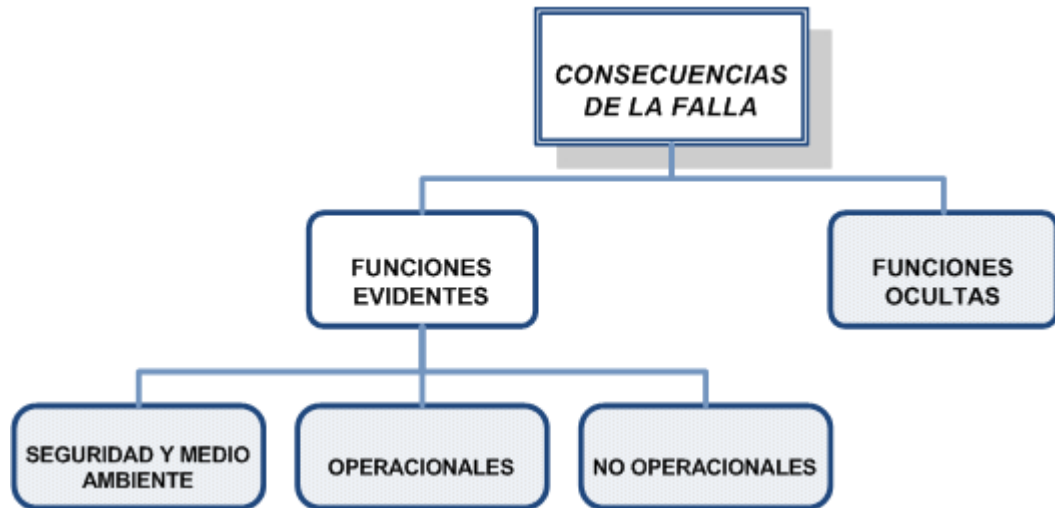 CONSECUENCIAS
DE LA FALLA
FUNCIONES
EVIDENTES
FUNCIONES
OCULTAS
SEGURIDAD Y MEDIO
AMBIENTE
OPERACIONALES
NO OPERACIONALES